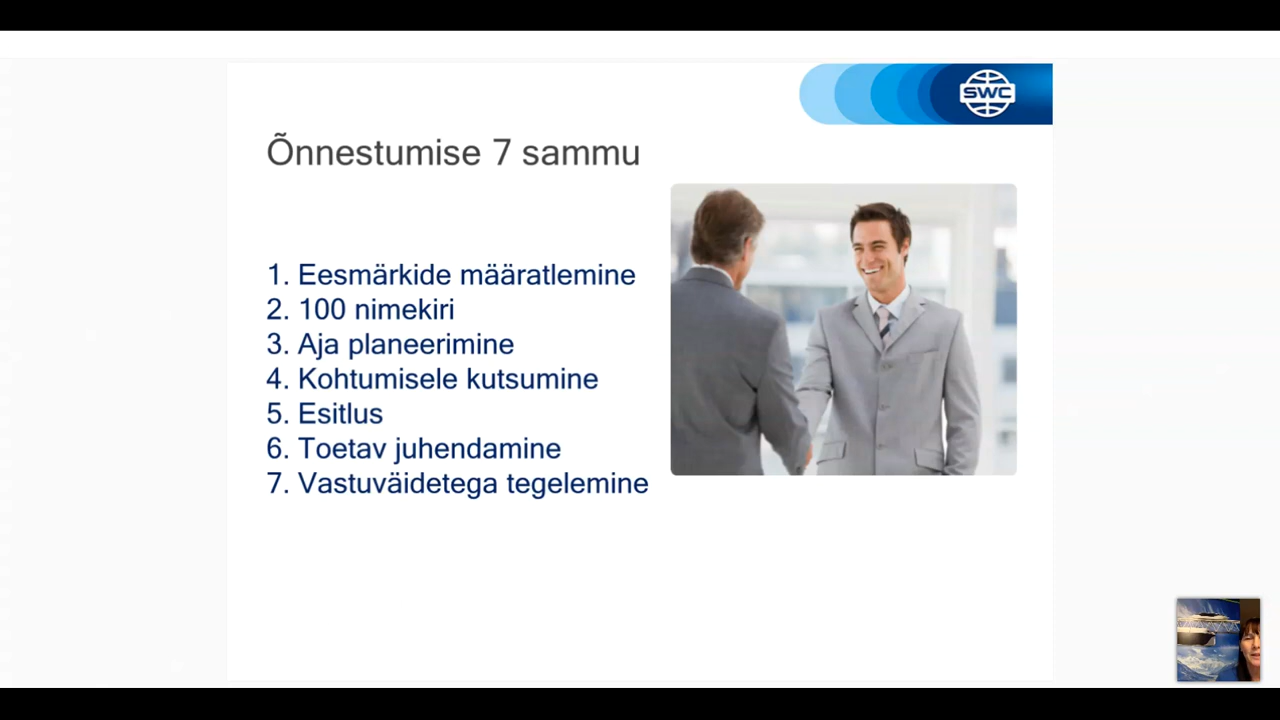 SWC
Õnnestumise 7 sammu
1. Eesmärkide määratlemine
2. 100 nimekiri
3. Aja planeerimine
4. Kohtumisele kutsumine
5. Esitlus
6. Toetav juhendamine
7. Vastuväidetega tegelemine